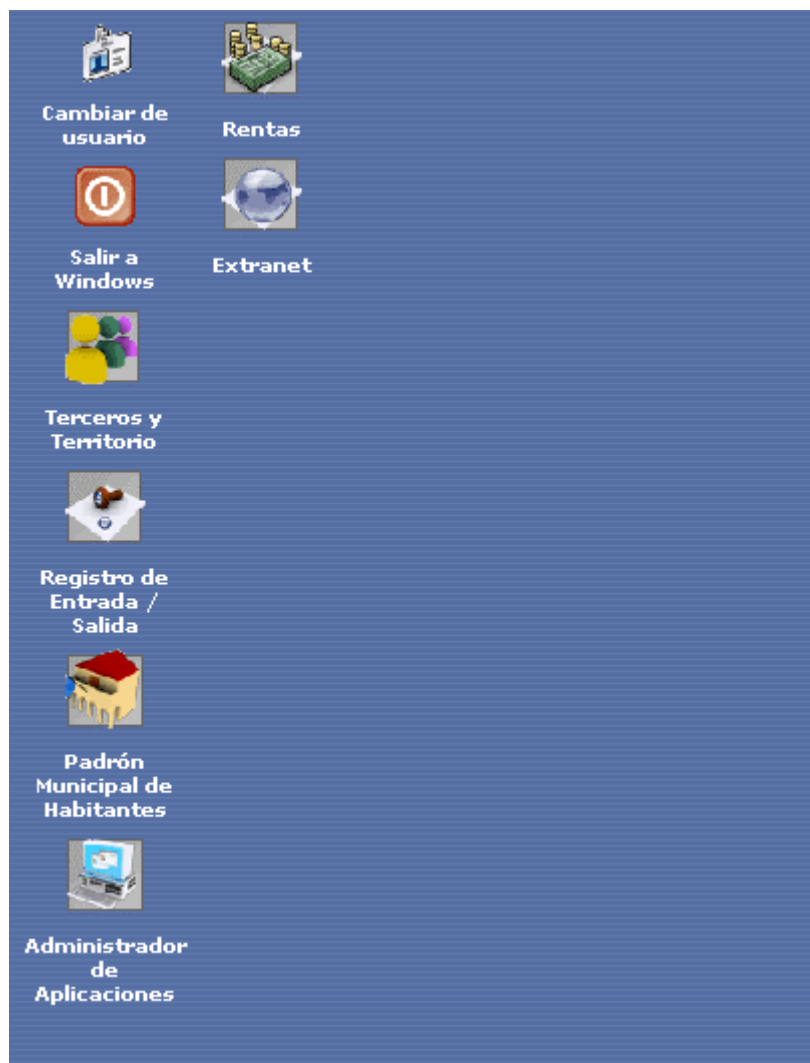 Cambiar de
usuario
Salir a
Windows
Terceros y
Territorio
Registro de
Entrada /
Salida
Padrón
Municipal de
Habitantes
Administrador
de
Aplicaciones
Rentas
Extranet